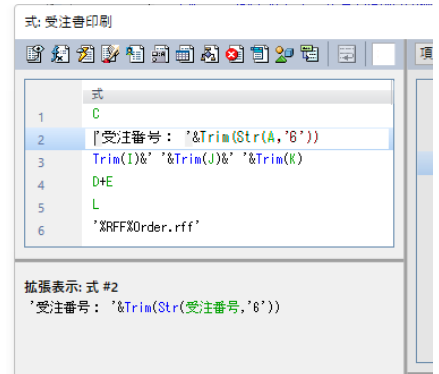 式: 受注書印刷
項
式
1 C
2 '受注番号： '&Trim(Str(A,'6'))
3 Trim(I)&' '&Trim(J)&' '&Trim(K)
4 D+E
5 L
6 '%RFF%Order.rff'
拡張表示: 式 #2
'受注番号： '&Trim(Str(受注番号,'6'))